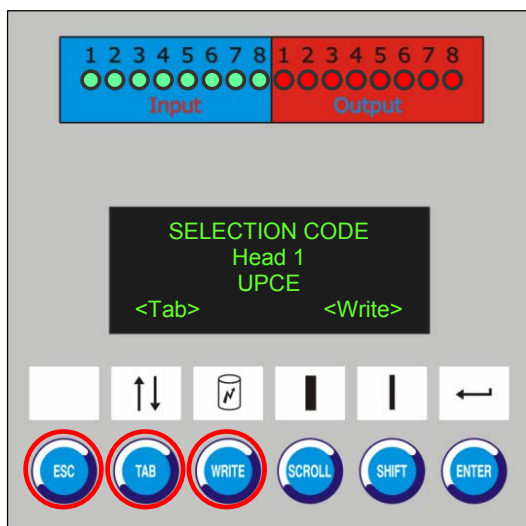 1 2 3 4 5 6 7 8 1 2 3 4 5 6 7 8
Input Output
SELECTION CODE
Head 1
UPCE
<Tab> <Write>
ESC TAB WRITE SCROLL SHIFT ENTER